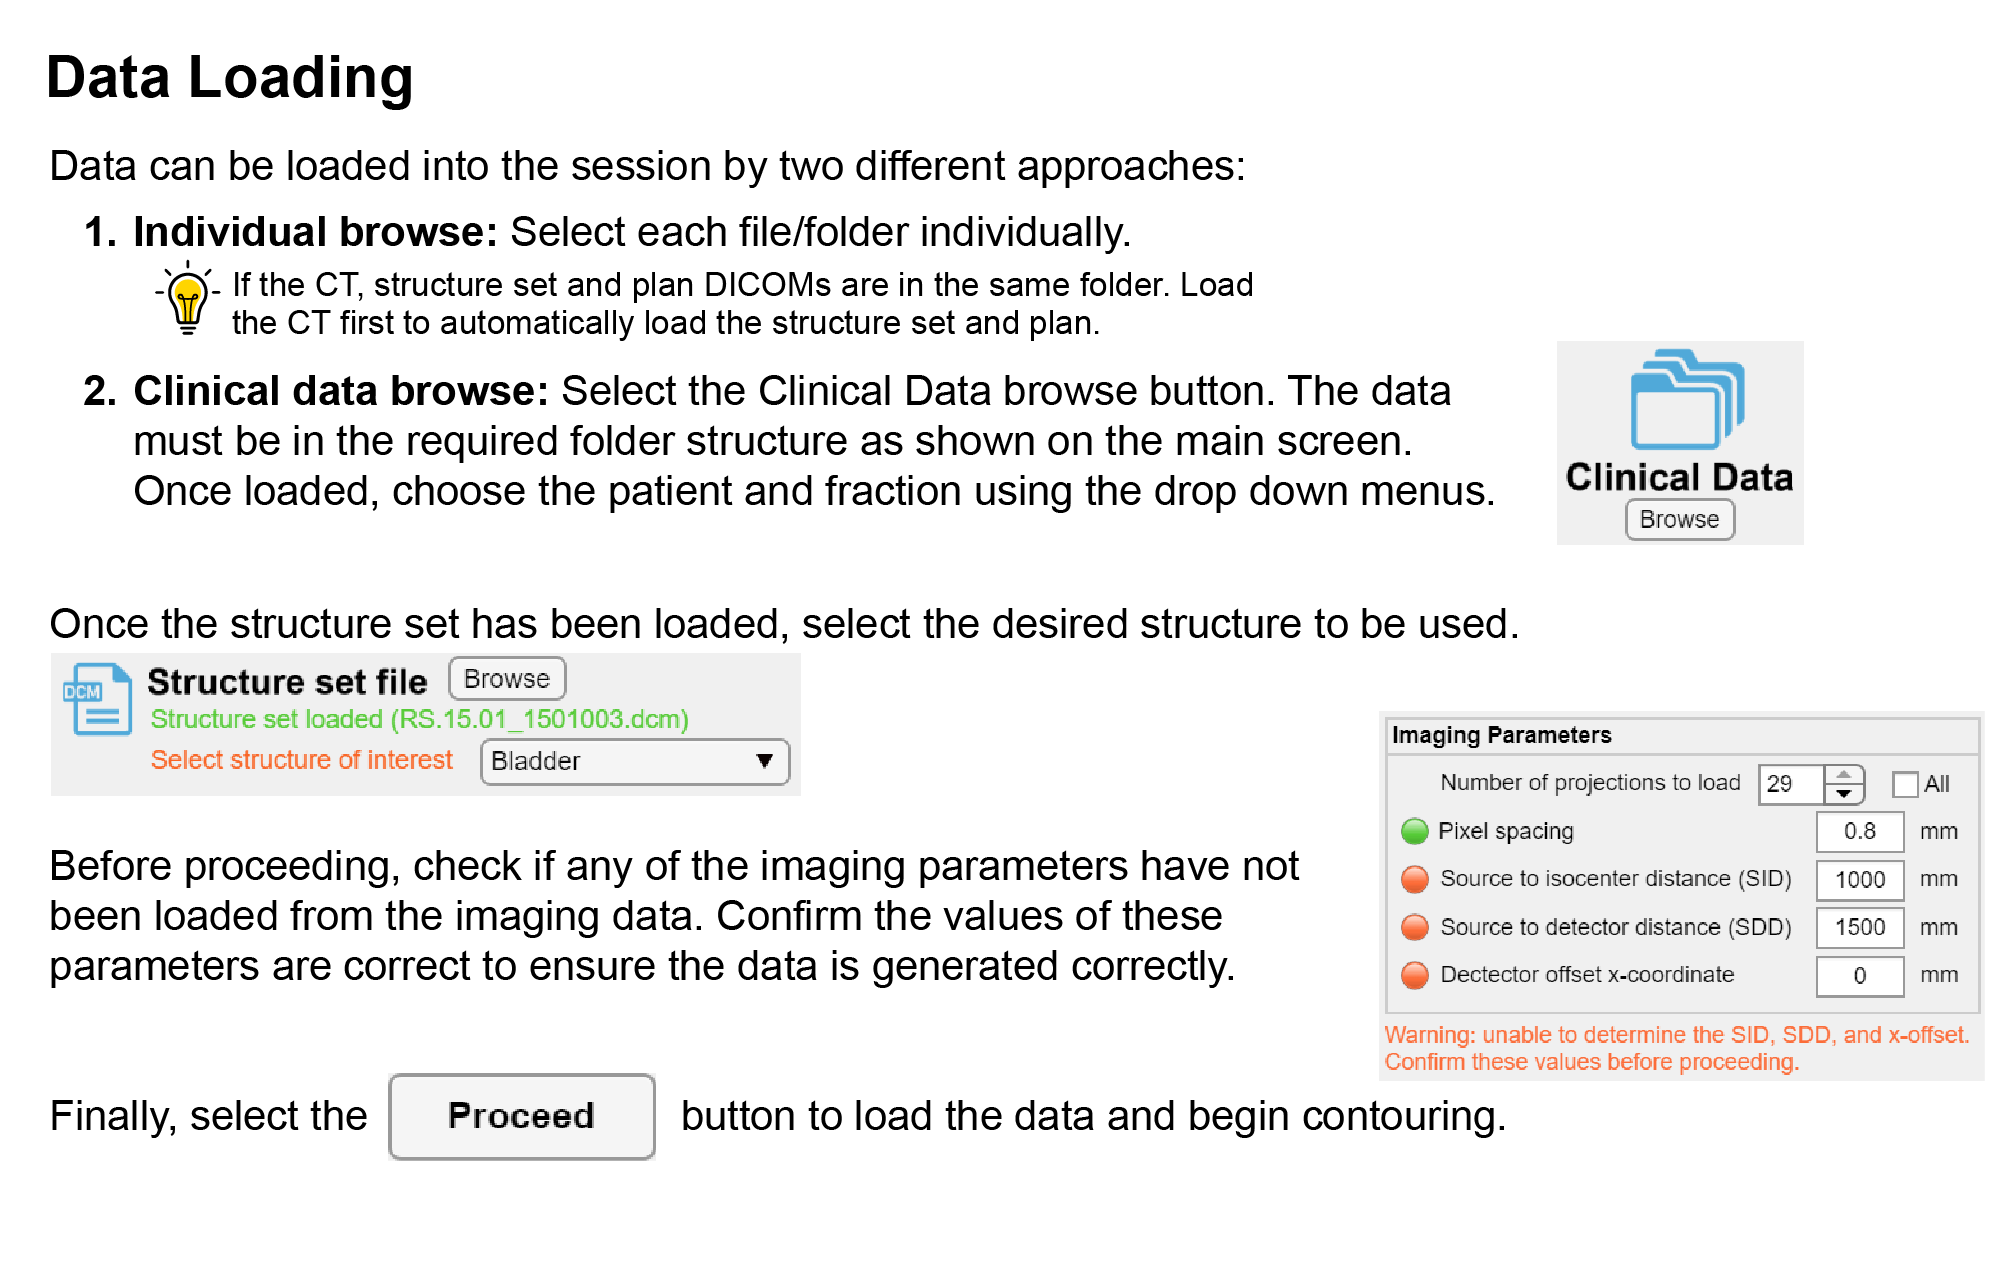 Data Loading
Data can be loaded into the session by two different approaches:
1. Individual browse: Select each file/folder individually.
If the CT, structure set and plan DICOMs are in the same folder. Load
the CT first to automatically load the structure set and plan.
2. Clinical data browse: Select the Clinical Data browse button. The data
must be in the required folder structure as shown on the main screen.
Once loaded, choose the patient and fraction using the drop down menus.
Clinical Data
Browse
Once the structure set has been loaded, select the desired structure to be used.
DCM
Structure set file Browse
Structure set loaded (RS.15.01_1501003.dcm)
Select structure of interest Bladder
Before proceeding, check if any of the imaging parameters have not
been loaded from the imaging data. Confirm the values of these
parameters are correct to ensure the data is generated correctly.
Imaging Parameters
Number of projections to load 29 All
Pixel spacing 0.8 mm
Source to isocenter distance (SID) 1000 mm
Source to detector distance (SDD) 1500 mm
Dectector offset x-coordinate 0 mm
Warning: unable to determine the SID, SDD, and x-offset.
Confirm these values before proceeding.
Finally, select the Proceed button to load the data and begin contouring.